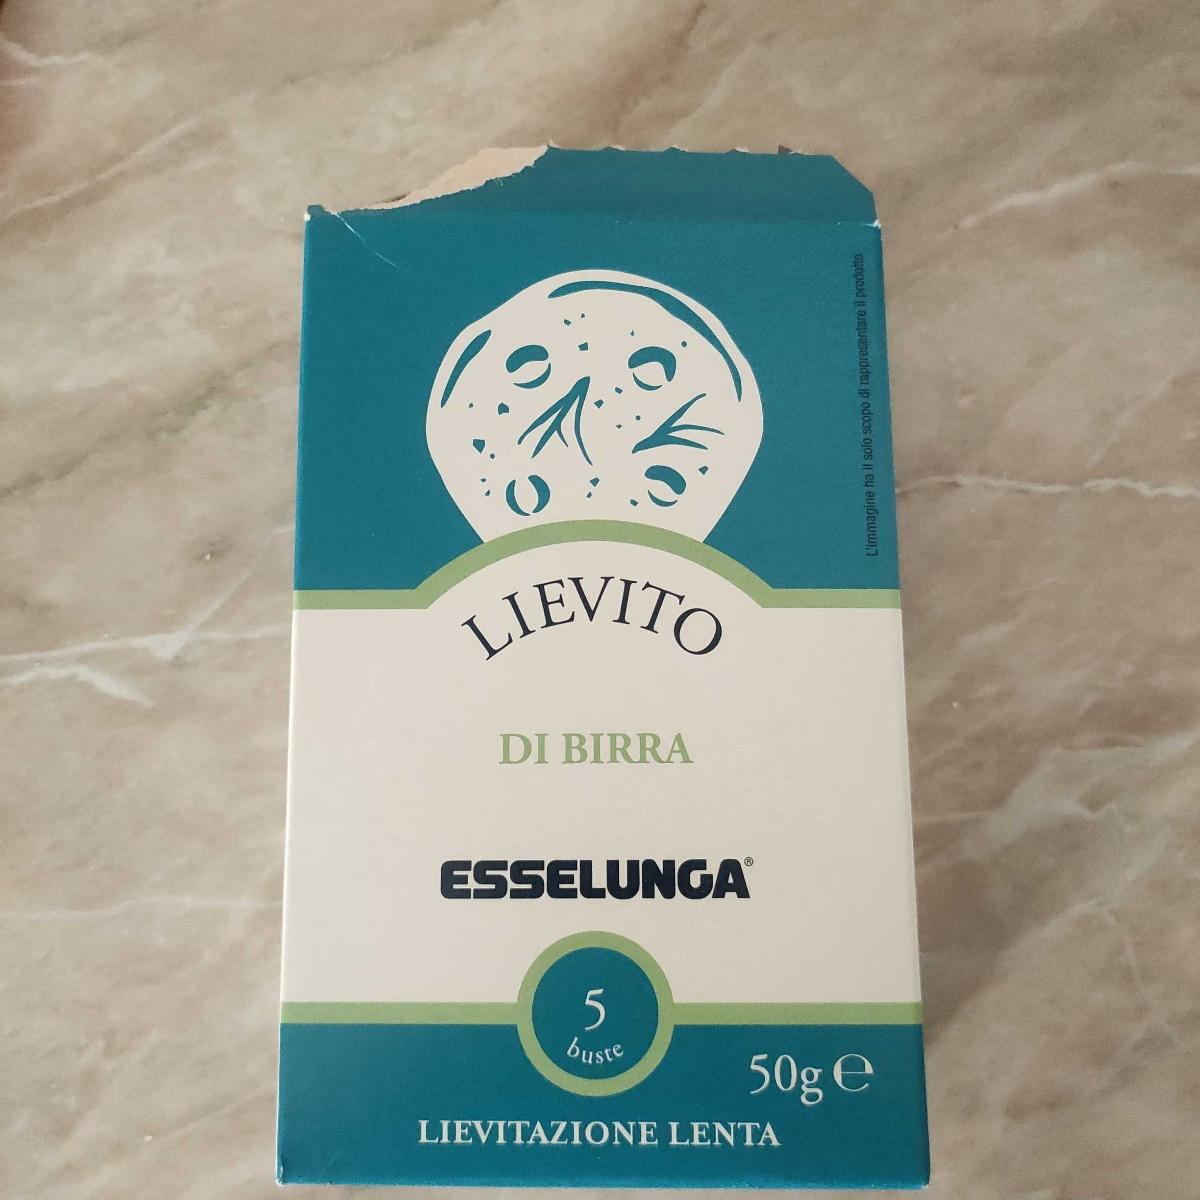 L'immagine ha il solo scopo di rappresentare il prodotto
LIEVITO
DI BIRRA
ESSELUNGA®
5
buste
50g ℮
LIEVITAZIONE LENTA